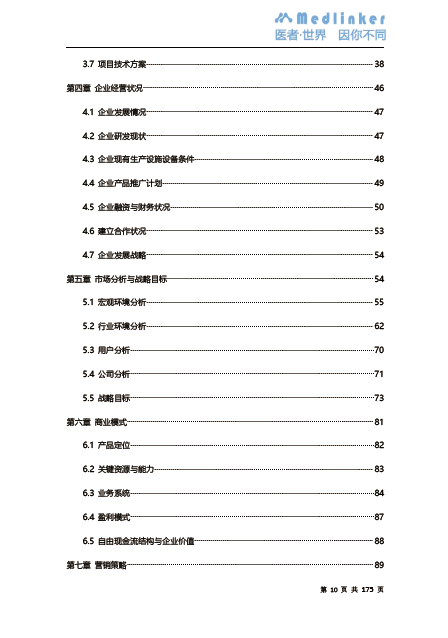 Medlinker
医者·世界 因你不同
3.7 项目技术方案 38
第四章 企业经营状况 46
4.1 企业发展情况 47
4.2 企业研发现状 47
4.3 企业现有生产设施设备条件 48
4.4 企业产品推广计划 49
4.5 企业融资与财务状况 50
4.6 建立合作状况 53
4.7 企业发展战略 54
第五章 市场分析与战略目标 54
5.1 宏观环境分析 55
5.2 行业环境分析 62
5.3 用户分析 70
5.4 公司分析 71
5.5 战略目标 73
第六章 商业模式 81
6.1 产品定位 82
6.2 关键资源与能力 83
6.3 业务系统 84
6.4 盈利模式 87
6.5 自由现金流结构与企业价值 88
第七章 营销策略 89
第 10 页 共 175 页